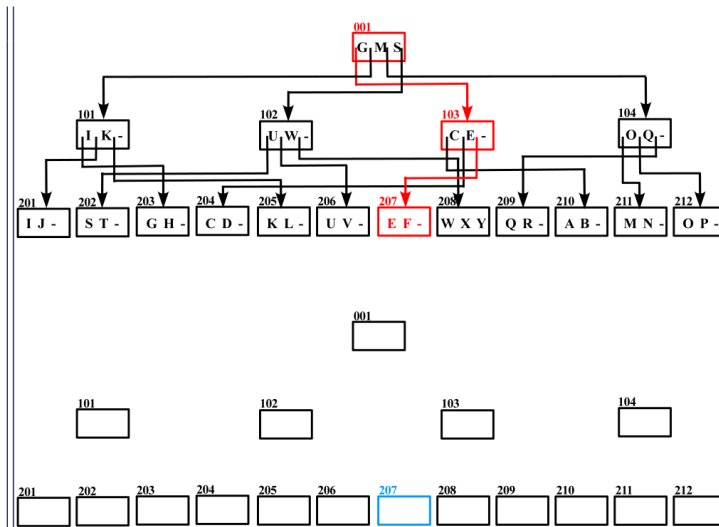 001
G M S
101 102 103 104
I K - U W - C E - O Q -
201 202 203 204 205 206 207 208 209 210 211 212
I J - S T - G H - C D - K L - U V - E F - W X Y Q R - A B - M N - O P -
001
101 102 103 104
201 202 203 204 205 206 207 208 209 210 211 212